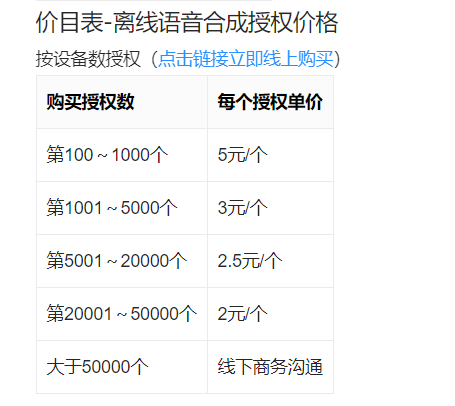 价目表-离线语音合成授权价格
按设备数授权（点击链接立即线上购买）
购买授权数 每个授权单价
第100～1000个 5元/个
第1001～5000个 3元/个
第5001～20000个 2.5元/个
第20001～50000个 2元/个
大于50000个 线下商务沟通